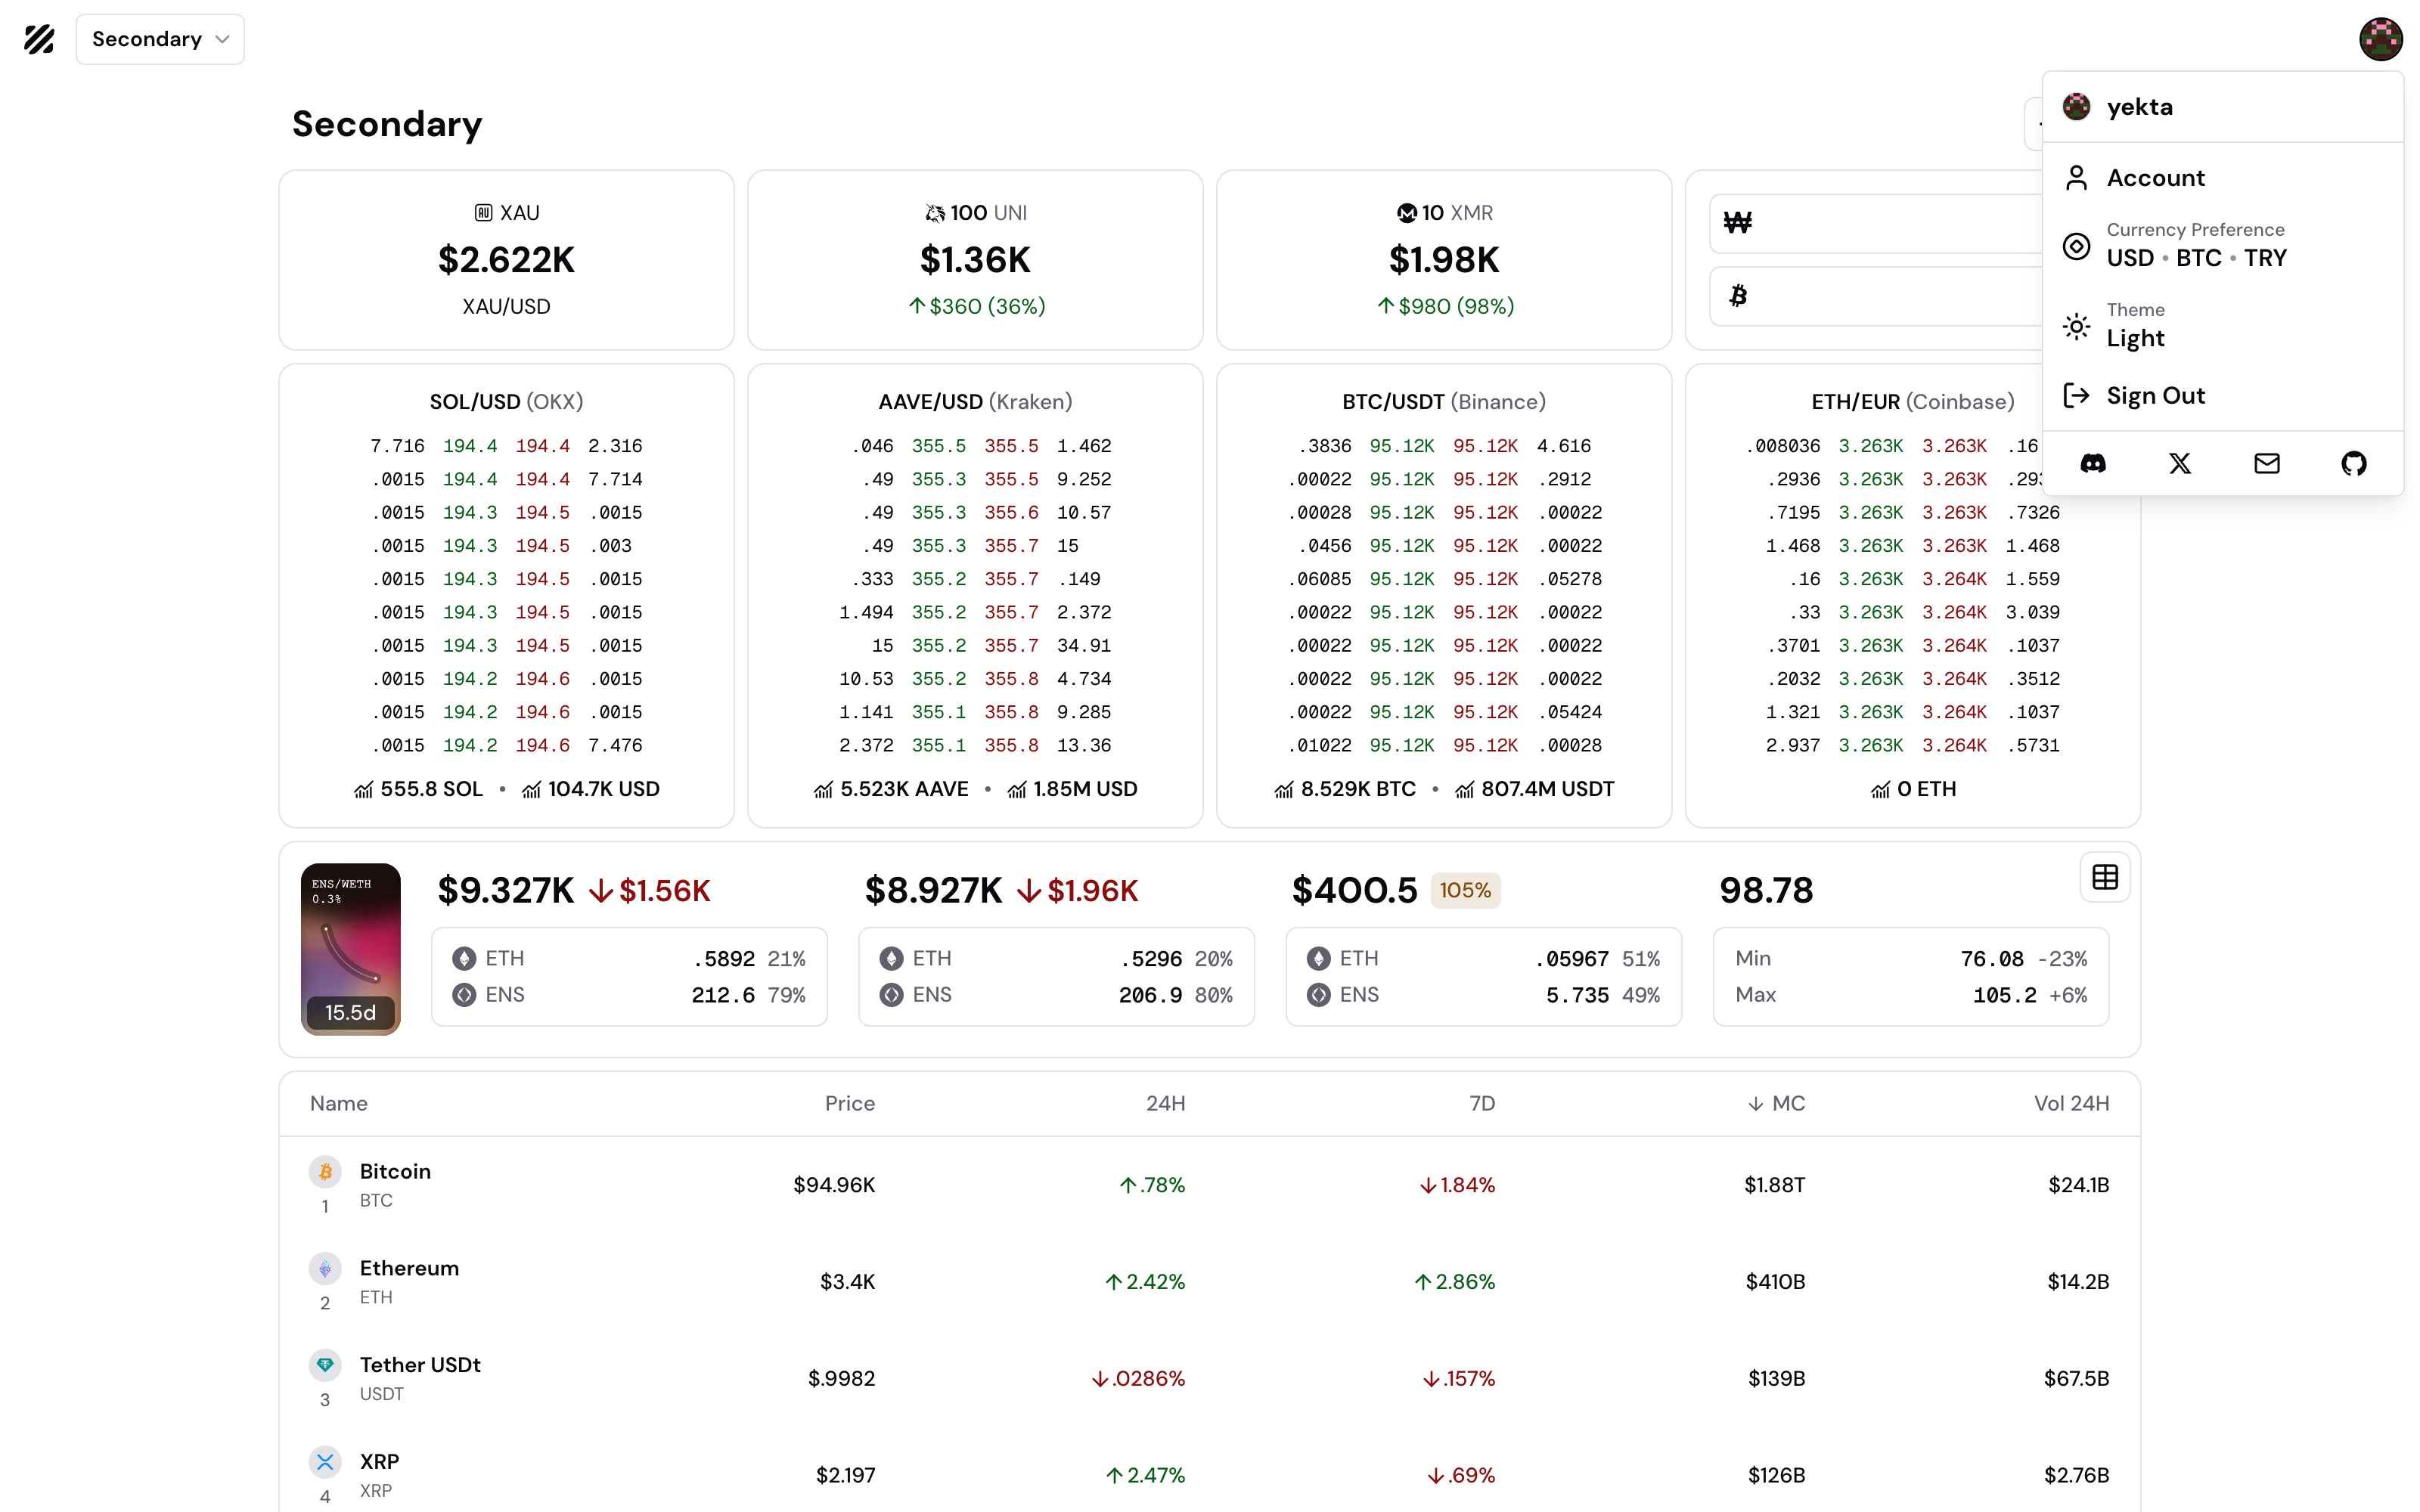 Secondary
yekta
Account
Currency Preference
USD • BTC • TRY
Theme
Light
Sign Out
Secondary
XAU
$2.622K
XAU/USD
100 UNI
$1.36K
$360 (36%)
10 XMR
$1.98K
$980 (98%)
SOL/USD (OKX)
7.716 194.4 194.4 2.316
.0015 194.4 194.4 7.714
.0015 194.3 194.5 .0015
.0015 194.3 194.5 .003
.0015 194.3 194.5 .0015
.0015 194.3 194.5 .0015
.0015 194.3 194.5 .0015
.0015 194.2 194.6 .0015
.0015 194.2 194.6 .0015
.0015 194.2 194.6 7.476
555.8 SOL • 104.7K USD
AAVE/USD (Kraken)
.046 355.5 355.5 1.462
.49 355.3 355.5 9.252
.49 355.3 355.6 10.57
.49 355.3 355.7 15
.333 355.2 355.7 .149
1.494 355.2 355.7 2.372
15 355.2 355.7 34.91
10.53 355.2 355.8 4.734
1.141 355.1 355.8 9.285
2.372 355.1 355.8 13.36
5.523K AAVE • 1.85M USD
BTC/USDT (Binance)
.3836 95.12K 95.12K 4.616
.00022 95.12K 95.12K .2912
.00028 95.12K 95.12K .00022
.0456 95.12K 95.12K .00022
.06085 95.12K 95.12K .05278
.00022 95.12K 95.12K .00022
.00022 95.12K 95.12K .00022
.00022 95.12K 95.12K .00022
.00022 95.12K 95.12K .05424
.01022 95.12K 95.12K .00028
8.529K BTC • 807.4M USDT
ETH/EUR (Coinbase)
.008036 3.263K 3.263K .16
.2936 3.263K 3.263K
.7195 3.263K 3.263K .7326
1.468 3.263K 3.263K 1.468
.16 3.263K 3.264K 1.559
.33 3.263K 3.264K 3.039
.3701 3.263K 3.264K .1037
.2032 3.263K 3.264K .3512
1.321 3.263K 3.264K .1037
2.937 3.263K 3.264K .5731
0 ETH
ENS/WETH
0.3%
15.5d
$9.327K $1.56K
ETH .5892 21%
ENS 212.6 79%
$8.927K $1.96K
ETH .5296 20%
ENS 206.9 80%
$400.5 105%
ETH .05967 51%
ENS 5.735 49%
98.78
Min 76.08 -23%
Max 105.2 +6%
Name Price 24H 7D MC Vol 24H
Bitcoin
BTC
1
$94.96K .78% 1.84% $1.88T $24.1B
Ethereum
ETH
2
$3.4K 2.42% 2.86% $410B $14.2B
Tether USDt
USDT
3
$.9982 .0286% .157% $139B $67.5B
XRP
XRP
4
$2.197 2.47% .69% $126B $2.76B